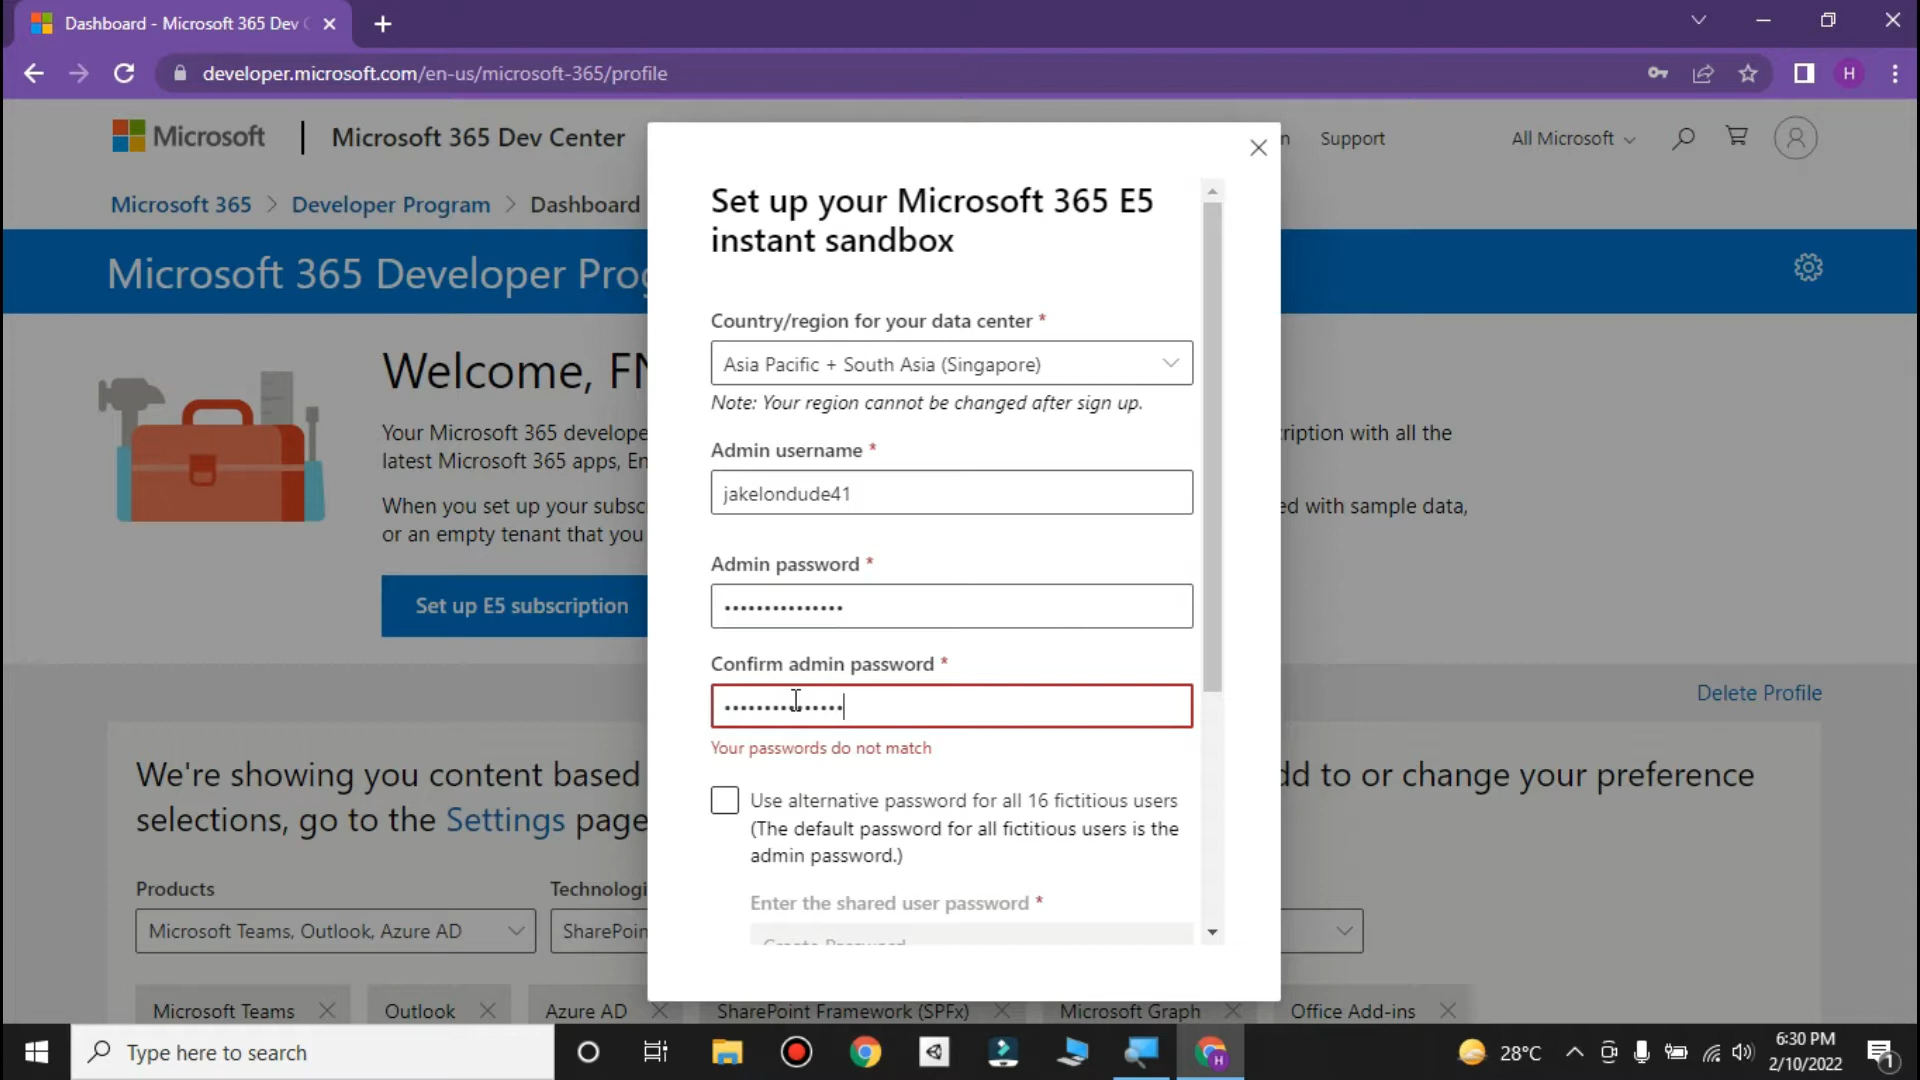 Dashboard - Microsoft 365 Dev C
developer.microsoft.com/en-us/microsoft-365/profile
H
Microsoft
Microsoft 365 Dev Center
Support
All Microsoft
Microsoft 365 > Developer Program > Dashboard
Microsoft 365 Developer Prog
Welcome, FN
Your Microsoft 365 develope
latest Microsoft 365 apps, En
When you set up your subsc
or an empty tenant that you
ription with all the
ed with sample data,
Set up E5 subscription
Set up your Microsoft 365 E5
instant sandbox
Country/region for your data center *
Asia Pacific + South Asia (Singapore)
Note: Your region cannot be changed after sign up.
Admin username *
jakelondude41
Admin password *
•••••••••••••••
Confirm admin password *
•••••••••••••••
Your passwords do not match
Use alternative password for all 16 fictitious users
(The default password for all fictitious users is the
admin password.)
Enter the shared user password *
Create Password
Delete Profile
We're showing you content based
dd to or change your preference
selections, go to the Settings page
Products
Technologi
Microsoft Teams, Outlook, Azure AD
SharePoin
Microsoft Teams
Outlook
Azure AD
SharePoint Framework (SPFx)
Microsoft Graph
Office Add-ins
Type here to search
H
28°C
6:30 PM
2/10/2022
1